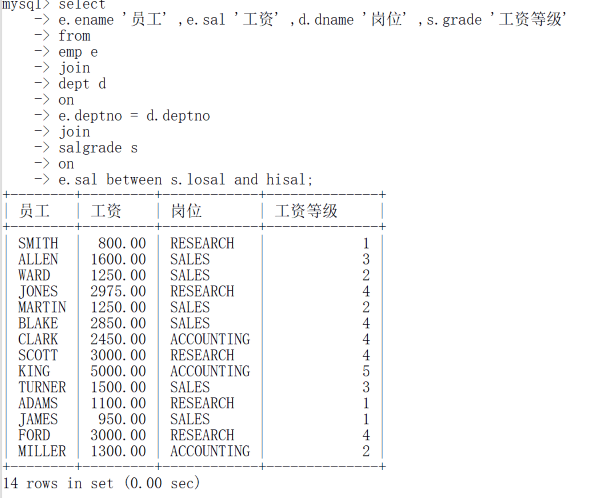 mysql> select
-> e.ename '员工' ,e.sal '工资' ,d.dname '岗位' ,s.grade '工资等级'
-> from
-> emp e
-> join
-> dept d
-> on
-> e.deptno = d.deptno
-> join
-> salgrade s
-> on
-> e.sal between s.losal and hisal;
+--------+---------+------------+--------------+
| 员工 | 工资 | 岗位 | 工资等级 |
+--------+---------+------------+--------------+
| SMITH | 800.00 | RESEARCH | 1 |
| ALLEN | 1600.00 | SALES | 3 |
| WARD | 1250.00 | SALES | 2 |
| JONES | 2975.00 | RESEARCH | 4 |
| MARTIN | 1250.00 | SALES | 2 |
| BLAKE | 2850.00 | SALES | 4 |
| CLARK | 2450.00 | ACCOUNTING | 4 |
| SCOTT | 3000.00 | RESEARCH | 4 |
| KING | 5000.00 | ACCOUNTING | 5 |
| TURNER | 1500.00 | SALES | 3 |
| ADAMS | 1100.00 | RESEARCH | 1 |
| JAMES | 950.00 | SALES | 1 |
| FORD | 3000.00 | RESEARCH | 4 |
| MILLER | 1300.00 | ACCOUNTING | 2 |
+--------+---------+------------+--------------+
14 rows in set (0.00 sec)